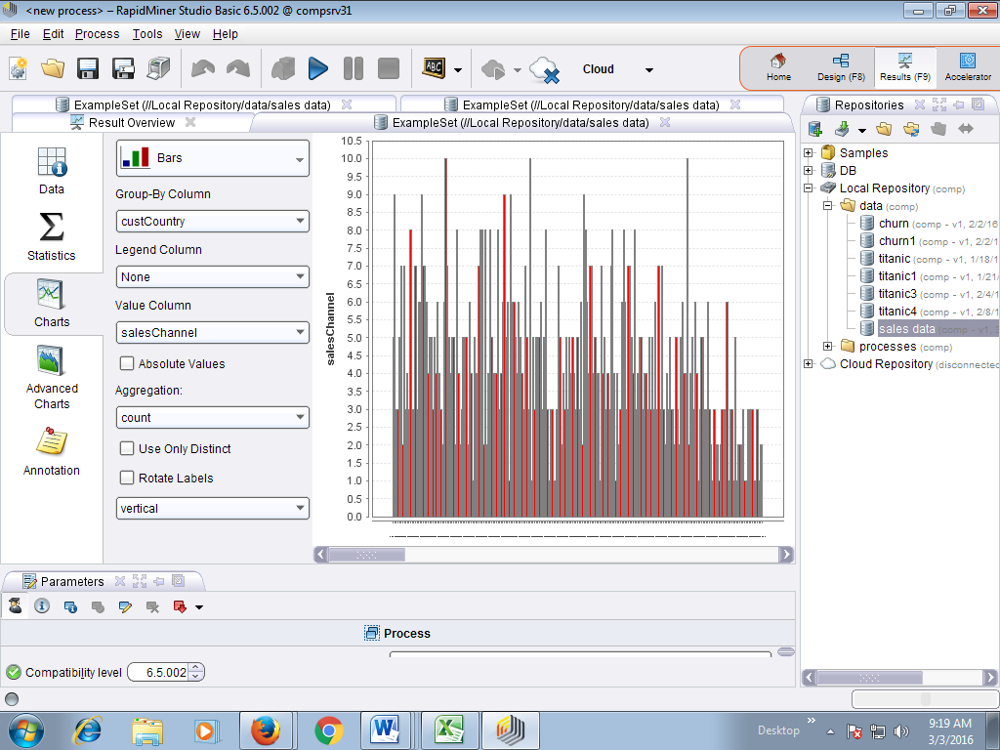 <new process> – RapidMiner Studio Basic 6.5.002 @ compsrv31
File Edit Process Tools View Help
ABC Cloud Home Design (F8) Results (F9) Accelerator
ExampleSet (//Local Repository/data/sales data) ExampleSet (//Local Repository/data/sales data)
Result Overview ExampleSet (//Local Repository/data/sales data)
Data
Statistics
Charts
Advanced
Charts
Annotation
Bars
Group-By Column
custCountry
Legend Column
None
Value Column
salesChannel
Absolute Values
Aggregation:
count
Use Only Distinct
Rotate Labels
vertical
salesChannel
10.5
10.0
9.5
9.0
8.5
8.0
7.5
7.0
6.5
6.0
5.5
5.0
4.5
4.0
3.5
3.0
2.5
2.0
1.5
1.0
0.5
0.0
Repositories
Samples
DB
Local Repository (comp)
data (comp)
churn (comp - v1, 2/2/16
churn1 (comp - v1, 2/2/1
titanic (comp - v1, 1/18/1
titanic1 (comp - v1, 1/21/
titanic3 (comp - v1, 2/4/1
titanic4 (comp - v1, 2/8/1
sales data (comp - v1,
processes (comp)
Cloud Repository (disconnected
Parameters
Process
Compatibility level 6.5.002
Desktop
9:19 AM
3/3/2016